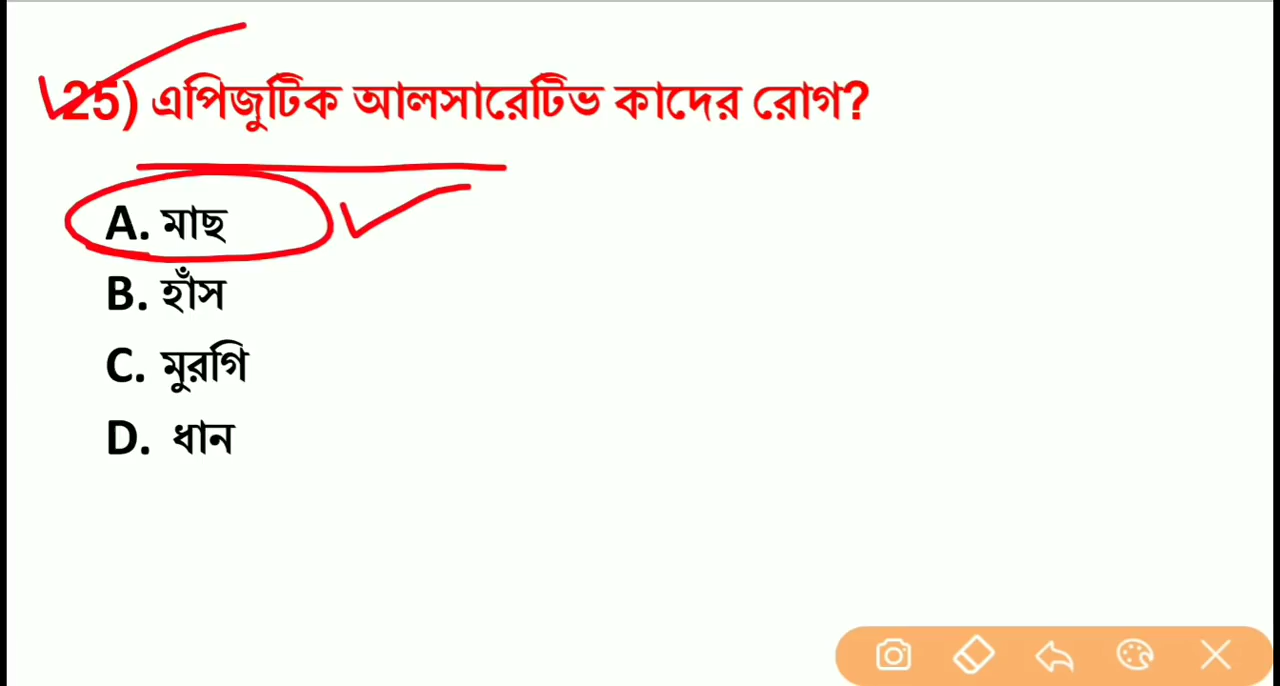 25) এপিজুটিক আলসারেটিভ কাদের রোগ?
A. মাছ
B. হাঁস
C. মুরগি
D. ধান